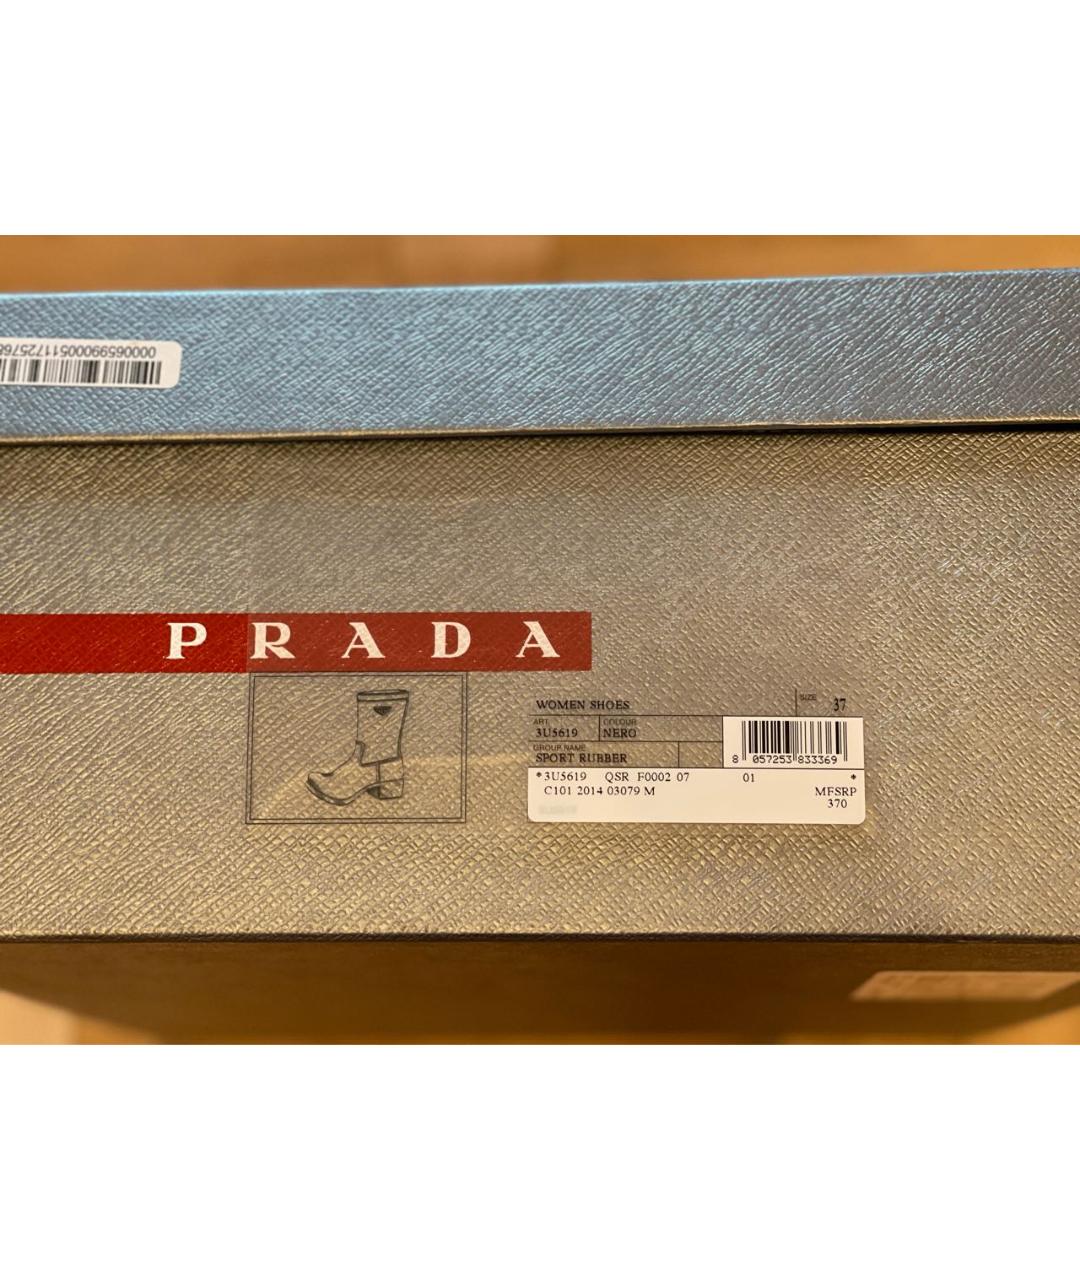 0000659900051172576
PRADA
WOMEN SHOES
SIZE
37
ART.
COLOUR
3U5619
NERO
GROUP NAME
SPORT RUBBER
8 057253 833369
*3U5619 QSR F0002 07 01 *
C101 2014 03079 M MFSRP
370